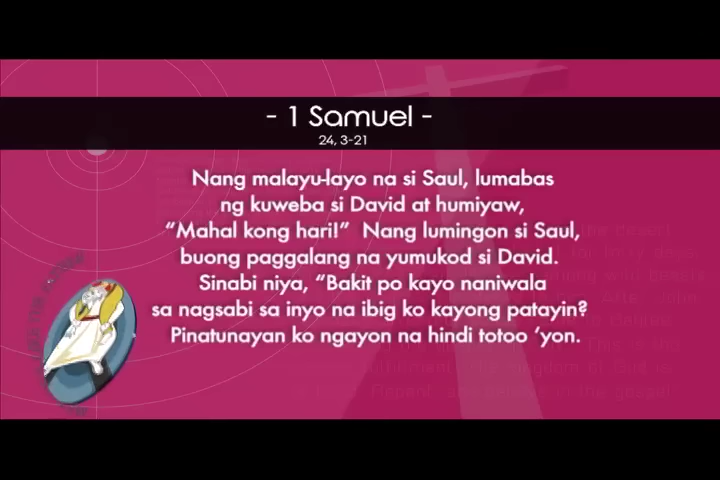 - 1 Samuel -
24, 3-21
Nang malayu-layo na si Saul, lumabas
ng kuweba si David at humiyaw,
“Mahal kong hari!” Nang lumingon si Saul,
buong paggalang na yumukod si David.
Sinabi niya, “Bakit po kayo naniwala
sa nagsabi sa inyo na ibig ko kayong patayin?
Pinatunayan ko ngayon na hindi totoo ‘yon.